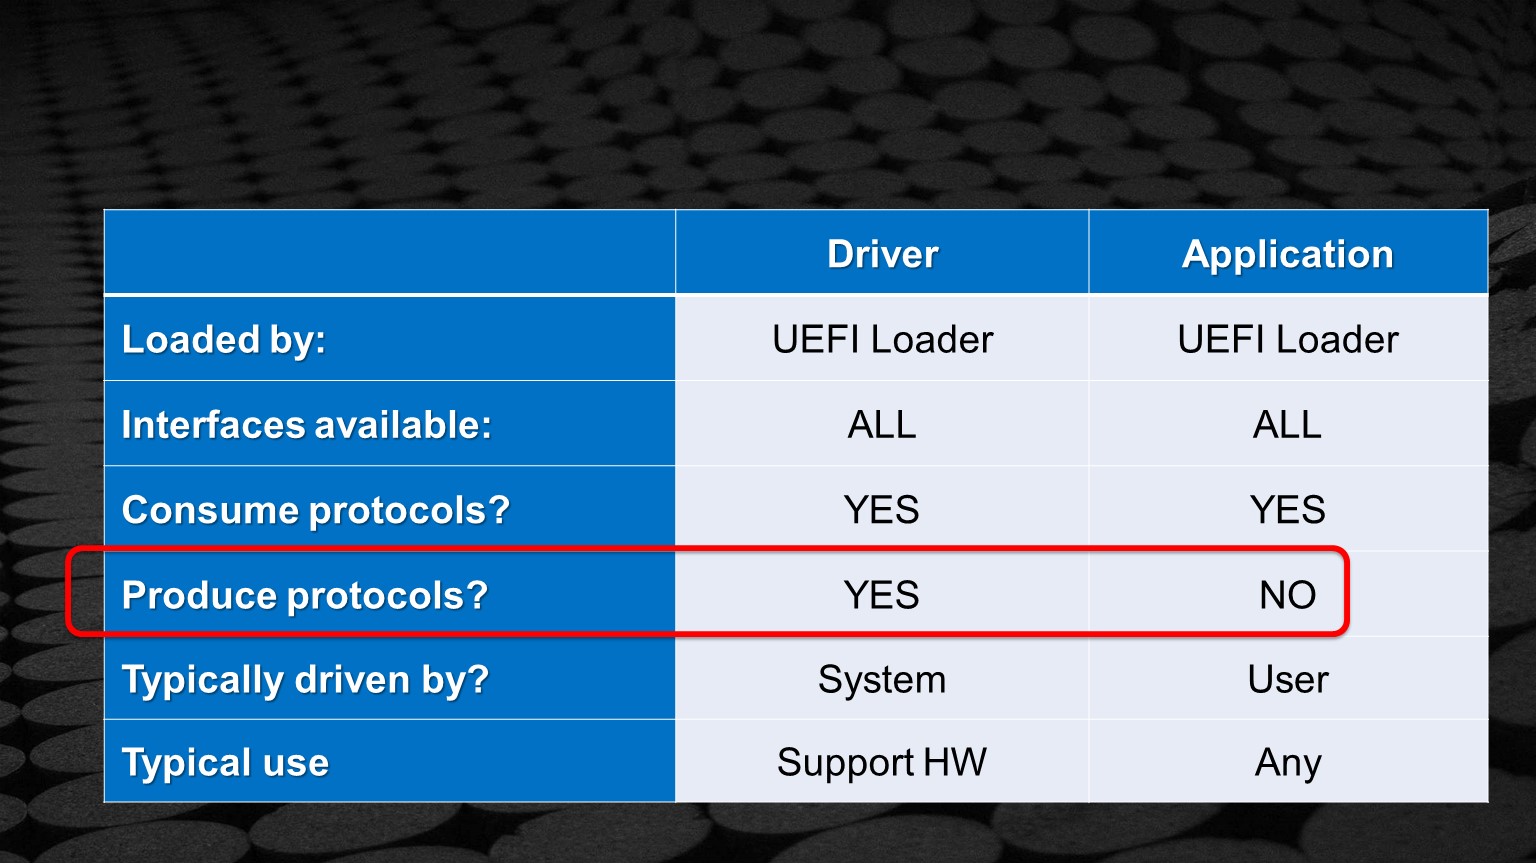 Driver Application
Loaded by: UEFI Loader UEFI Loader
Interfaces available: ALL ALL
Consume protocols? YES YES
Produce protocols? YES NO
Typically driven by? System User
Typical use Support HW Any